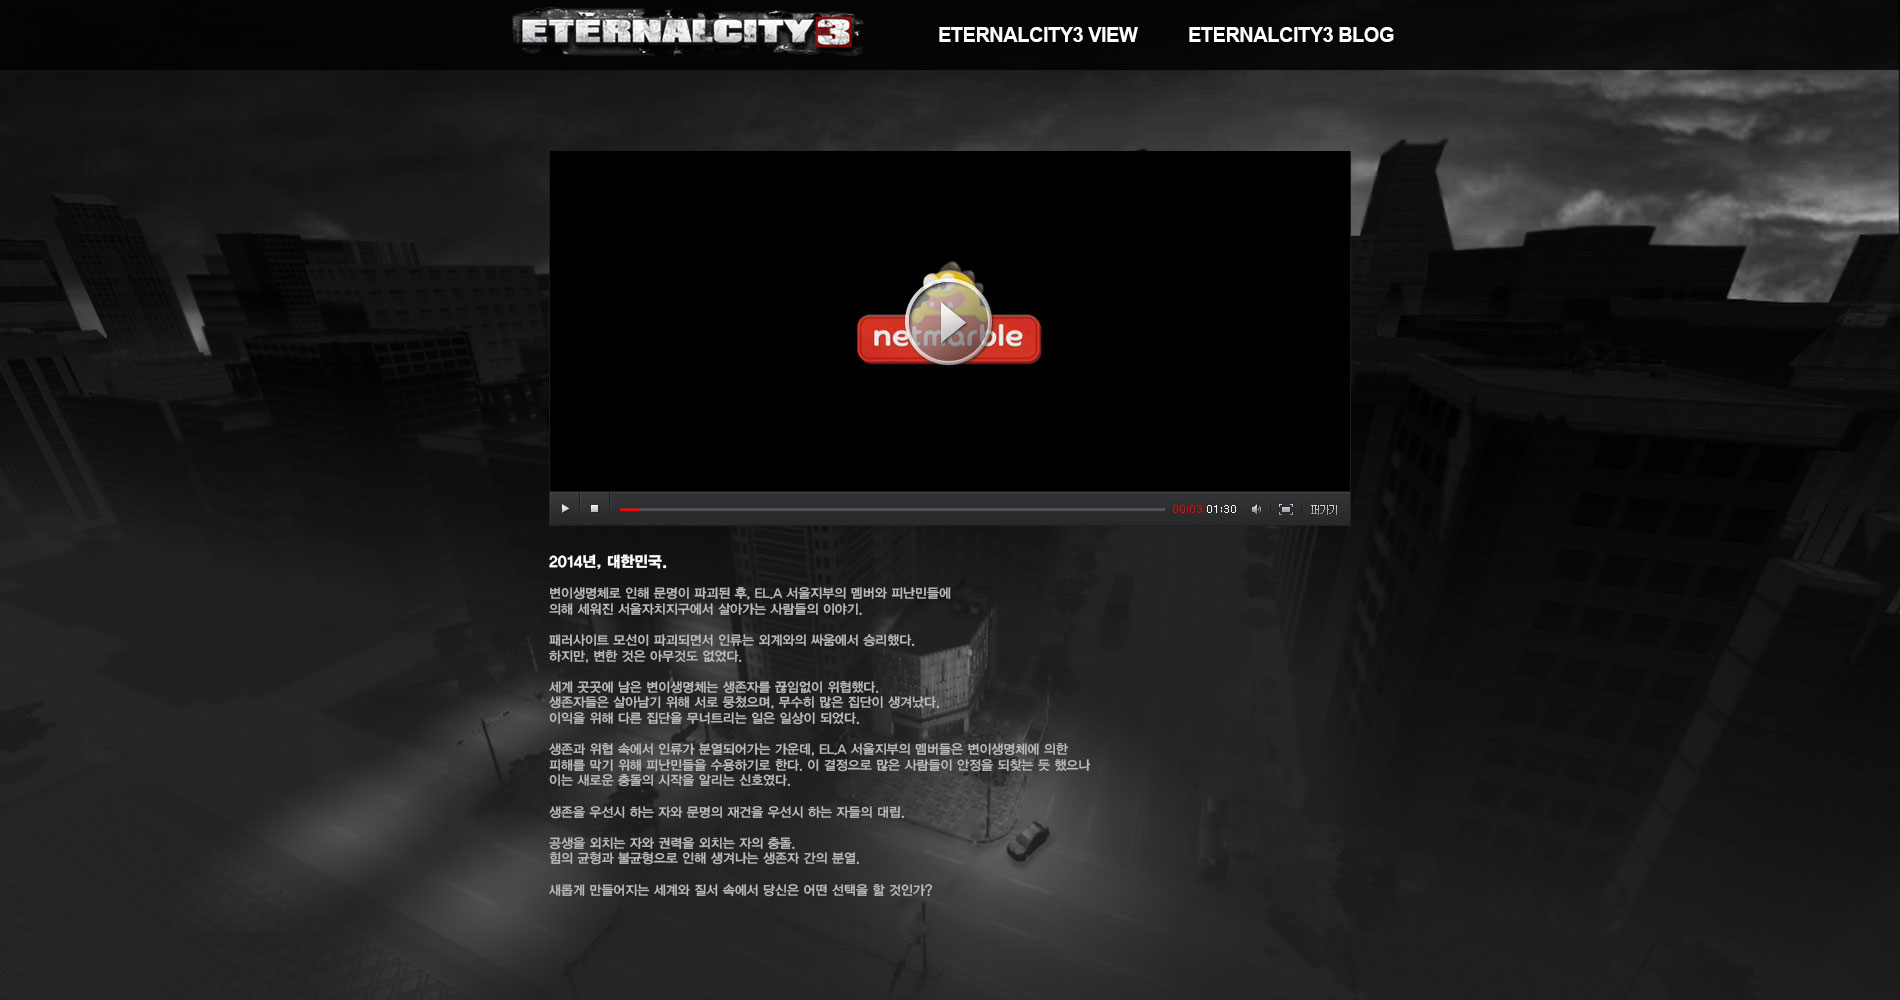 ETERNALCITY3
ETERNALCITY3 VIEW
ETERNALCITY3 BLOG
netmarble
00:03 01:30
퍼가기
2014년, 대한민국.
변이생명체로 인해 문명이 파괴된 후, EL.A 서울지부의 멤버와 피난민들에
의해 세워진 서울자치지구에서 살아가는 사람들의 이야기.
패러사이트 모선이 파괴되면서 인류는 외계와의 싸움에서 승리했다.
하지만, 변한 것은 아무것도 없었다.
세계 곳곳에 남은 변이생명체는 생존자를 끊임없이 위협했다.
생존자들은 살아남기 위해 서로 뭉쳤으며, 무수히 많은 집단이 생겨났다.
이익을 위해 다른 집단을 무너트리는 일은 일상이 되었다.
생존과 위협 속에서 인류가 분열되어가는 가운데, EL.A 서울지부의 멤버들은 변이생명체에 의한
피해를 막기 위해 피난민들을 수용하기로 한다. 이 결정으로 많은 사람들이 안정을 되찾는 듯 했으나
이는 새로운 충돌의 시작을 알리는 신호였다.
생존을 우선시 하는 자와 문명의 재건을 우선시 하는 자들의 대립.
공생을 외치는 자와 권력을 외치는 자의 충돌.
힘의 균형과 불균형으로 인해 생겨나는 생존자 간의 분열.
새롭게 만들어지는 세계와 질서 속에서 당신은 어떤 선택을 할 것인가?